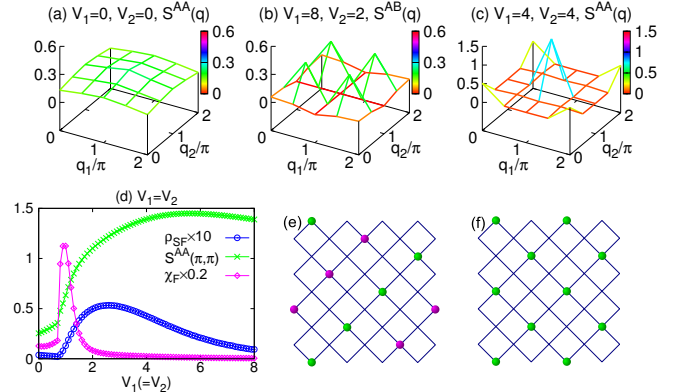 (a) V₁=0, V₂=0, S^AA(q)
0.6
0.3
0
0
1
2
0
1
2
q₁/π
q₂/π
0.6
0.3
0
(b) V₁=8, V₂=2, S^AB(q)
0.6
0.3
0
0
1
2
0
1
2
q₁/π
q₂/π
0.6
0.3
0
(c) V₁=4, V₂=4, S^AA(q)
1.5
1
0.5
0
0
1
2
0
1
2
q₁/π
q₂/π
1.5
1
0.5
0
(d) V₁=V₂
1.5
1
0.5
0
0
2
4
6
8
ρSF×10
S^AA(π,π)
χF×0.2
V₁(=V₂)
(e)
(f)